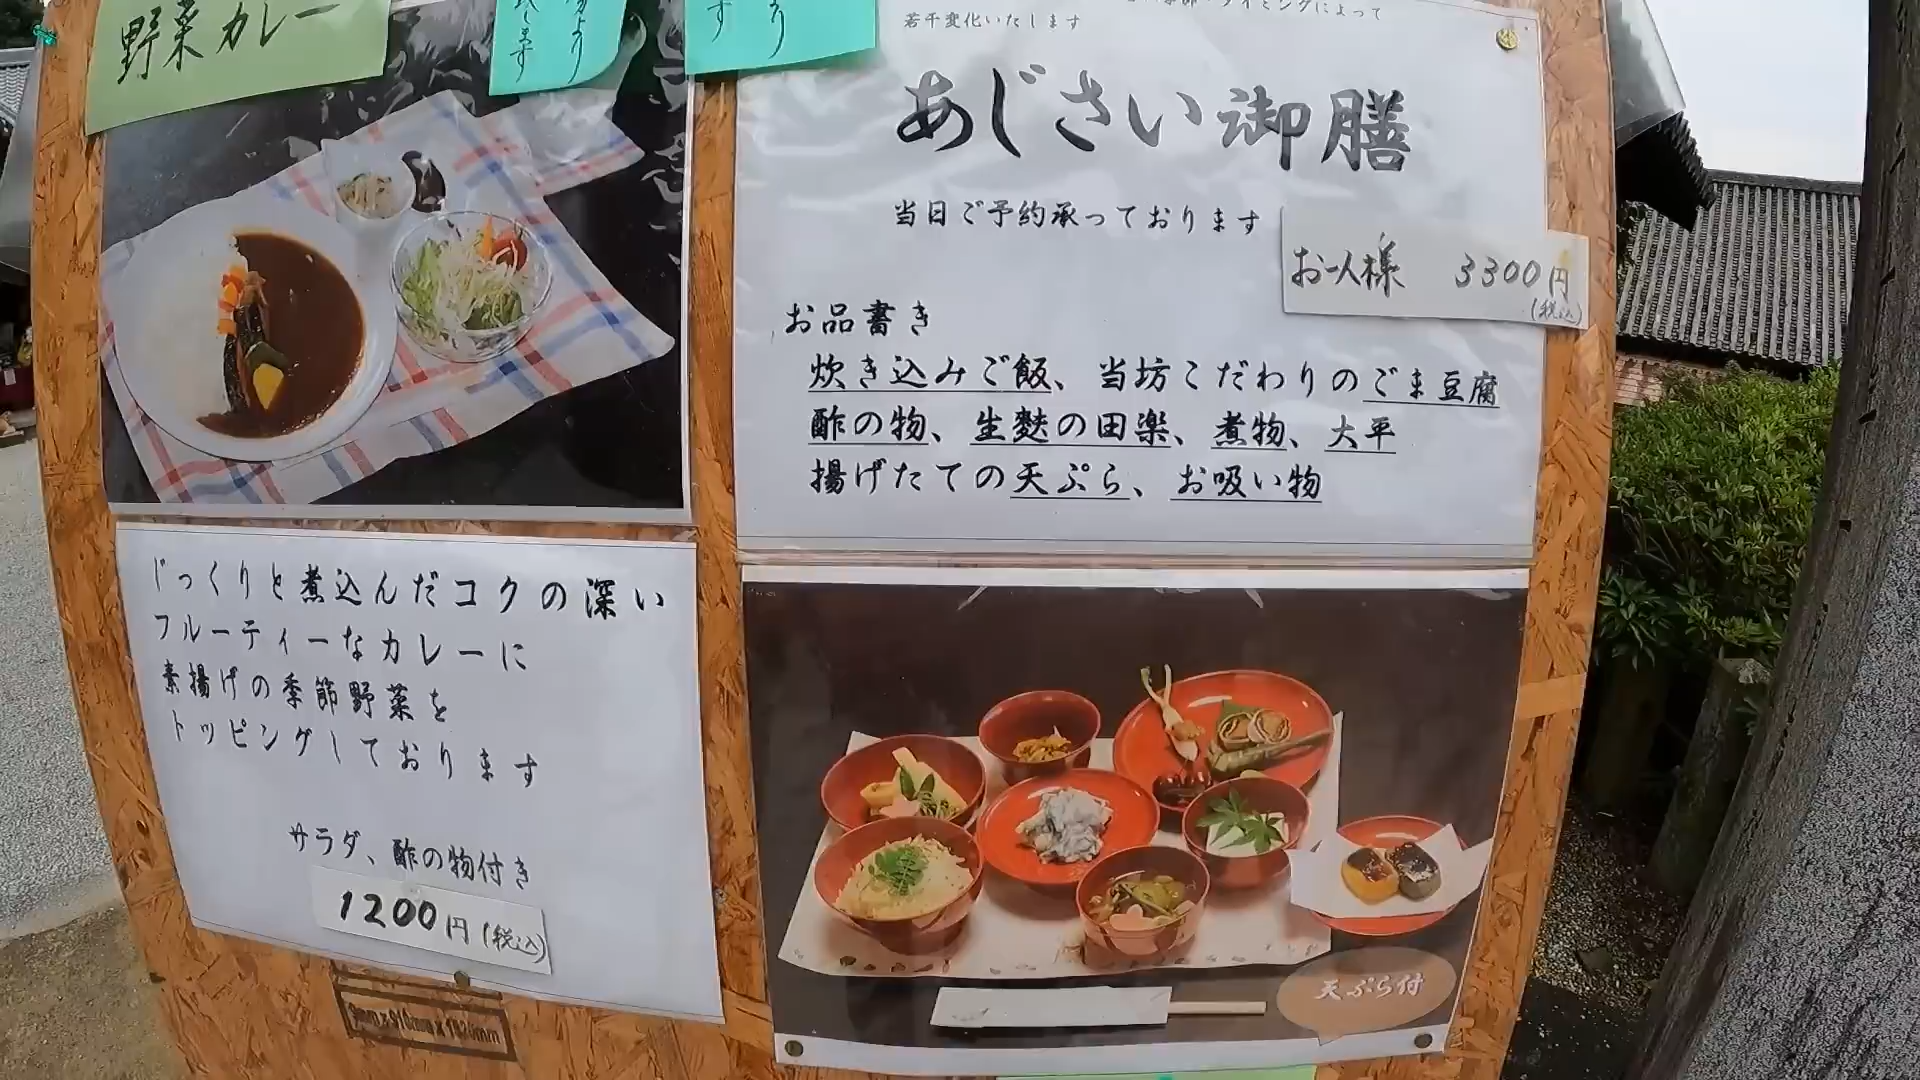 野菜カレー
じっくりと煮込んだコクの深い
フルーティーなカレーに
素揚げの季節野菜を
トッピングしております
サラダ、酢の物付き
1200円(税込)
若干変化いたします
あじさい御膳
当日ご予約承っております
お一人様 3300円
(税込)
お品書き
炊き込みご飯、当坊こだわりのごま豆腐
酢の物、生麩の田楽、煮物、大平
揚げたての天ぷら、お吸い物
天ぷら付